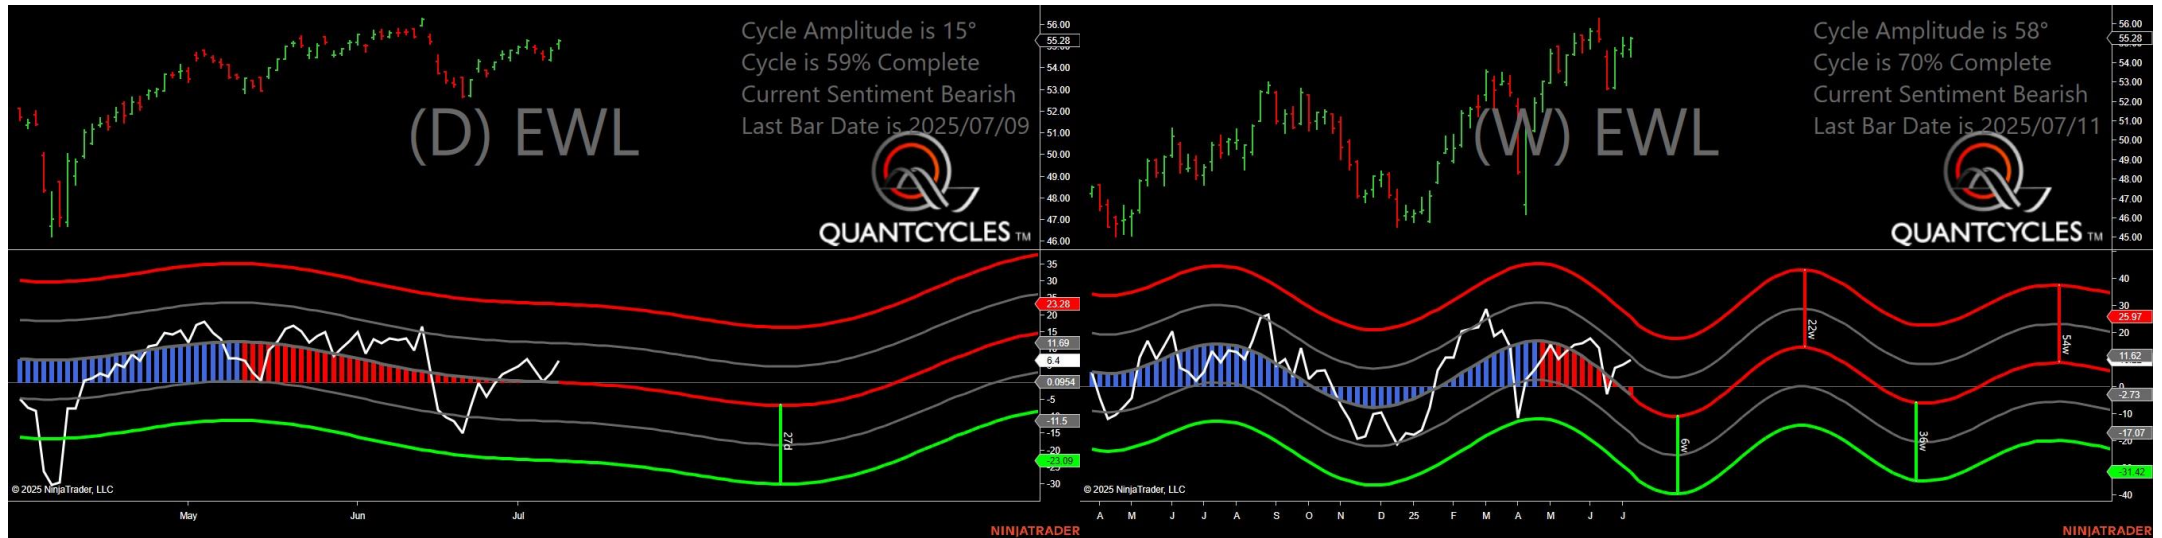 Cycle Amplitude is 15°
Cycle is 59% Complete
Current Sentiment Bearish
Last Bar Date is 2025/07/09
(D) EWL
QUANTCYCLES TM
56.00
55.28
54.00
53.00
52.00
51.00
50.00
49.00
48.00
47.00
46.00
35
30
23.28
20
15
11.69
6.4
0.0954
-5
-11.5
-15
-23.09
-30
27d
© 2025 NinjaTrader, LLC
May
Jun
Jul
NINJATRADER
Cycle Amplitude is 58°
Cycle is 70% Complete
Current Sentiment Bearish
Last Bar Date is 2025/07/11
(W) EWL
QUANTCYCLES TM
56.00
55.28
54.00
53.00
52.00
51.00
50.00
49.00
48.00
47.00
46.00
45.00
40
30
25.97
20
11.62
0
-2.73
-10
-17.07
-31.42
-40
22w
54w
6w
36w
© 2025 NinjaTrader, LLC
A M J J A S O N D 25 F M A M J J
NINJATRADER